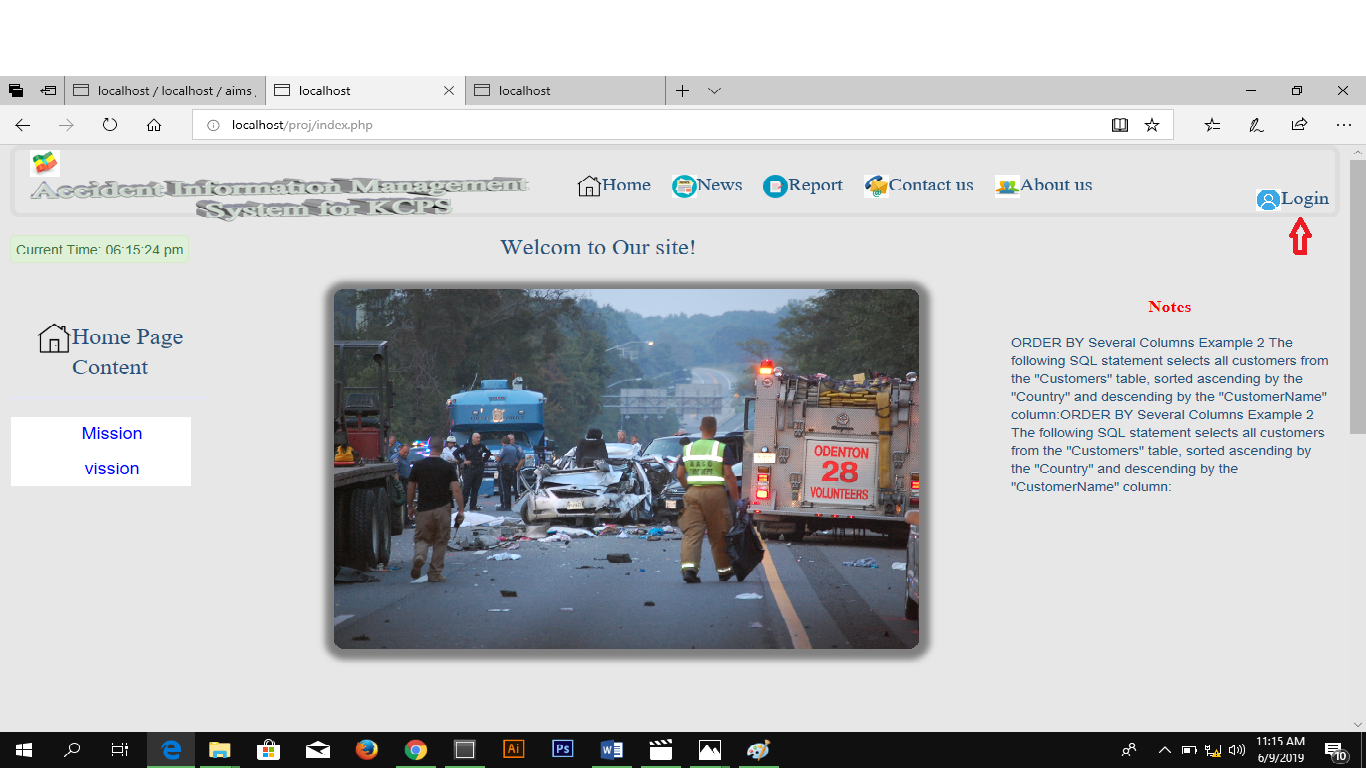 localhost / localhost / aims
localhost
localhost
localhost/proj/index.php
Accident Information Management
System for KCPS
Home
News
Report
Contact us
About us
Login
Current Time: 06:15:24 pm
Welcom to Our site!
Home Page
Content
Mission
vission
ODENTON
28
VOLUNTEERS
Notes
ORDER BY Several Columns Example 2 The
following SQL statement selects all customers from
the "Customers" table, sorted ascending by the
"Country" and descending by the "CustomerName"
column:ORDER BY Several Columns Example 2
The following SQL statement selects all customers
from the "Customers" table, sorted ascending by
the "Country" and descending by the
"CustomerName" column:
Ai
Ps
11:15 AM
6/9/2019
10